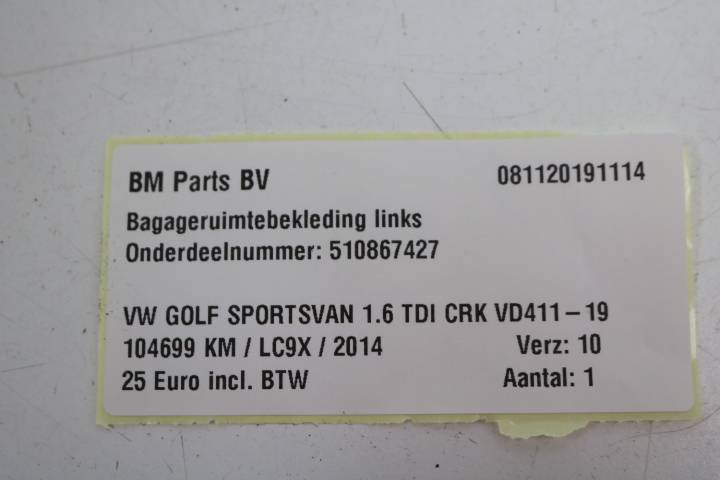 BM Parts BV 081120191114
Bagageruimtebekleding links
Onderdeelnummer: 510867427
VW GOLF SPORTSVAN 1.6 TDI CRK VD411-19
104699 KM / LC9X / 2014 Verz: 10
25 Euro incl. BTW Aantal: 1